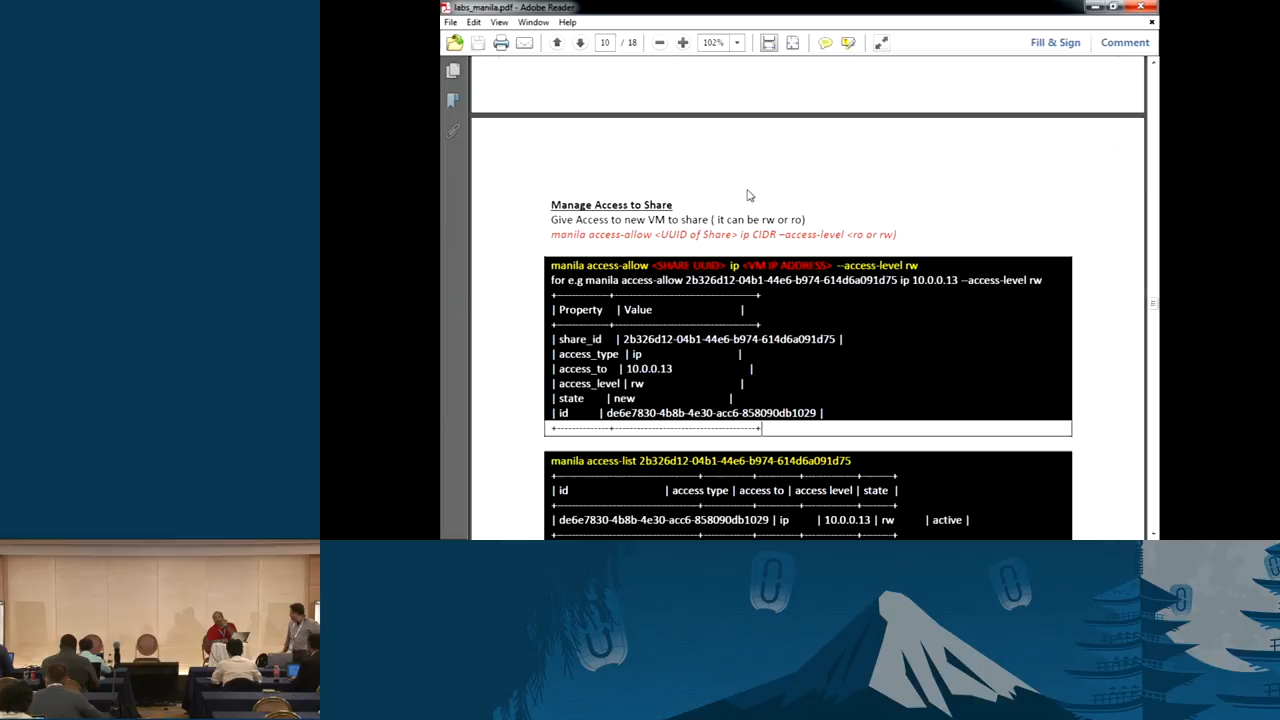 labs_manila.pdf - Adobe Reader
File Edit View Window Help
10 / 18 102% Fill & Sign Comment
Manage Access to Share
Give Access to new VM to share ( it can be rw or ro)
manila access-allow <UUID of Share> ip CIDR –access-level <ro or rw)
manila access-allow <SHARE UUID> ip <VM IP ADDRESS> --access-level rw
for e.g manila access-allow 2b326d12-04b1-44e6-b974-614d6a091d75 ip 10.0.0.13 --access-level rw
+--------------+-------------------------------------+
| Property | Value |
+--------------+-------------------------------------+
| share_id | 2b326d12-04b1-44e6-b974-614d6a091d75 |
| access_type | ip |
| access_to | 10.0.0.13 |
| access_level | rw |
| state | new |
| id | de6e7830-4b8b-4e30-acc6-858090db1029 |
+--------------+-------------------------------------+
manila access-list 2b326d12-04b1-44e6-b974-614d6a091d75
+-------------------------------------+-------------+-----------+--------------+--------+
| id | access type | access to | access level | state |
+-------------------------------------+-------------+-----------+--------------+--------+
| de6e7830-4b8b-4e30-acc6-858090db1029 | ip | 10.0.0.13 | rw | active |
+-------------------------------------+-------------+-----------+--------------+--------+